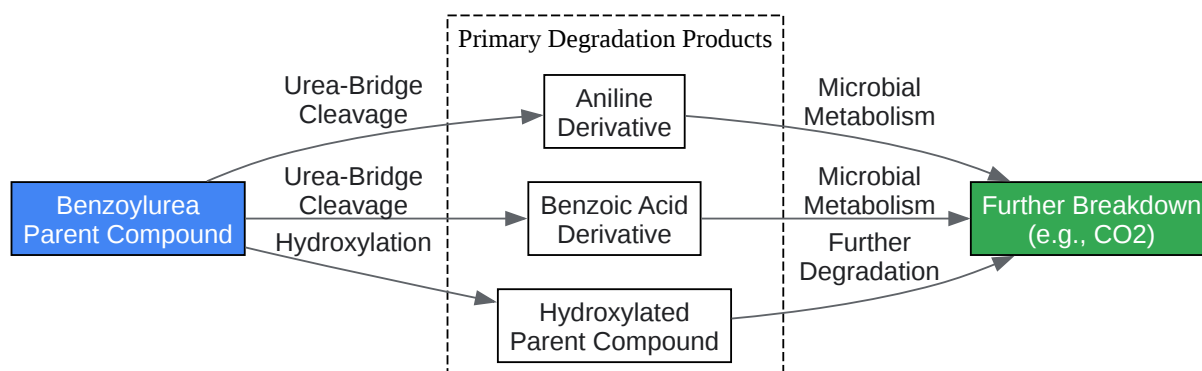 Primary Degradation Products
Urea-Bridge
Cleavage
Aniline
Derivative
Microbial
Metabolism
Benzoylurea
Parent Compound
Urea-Bridge
Cleavage
Benzoic Acid
Derivative
Microbial
Metabolism
Further Breakdown
(e.g., CO2)
Hydroxylation
Hydroxylated
Parent Compound
Further
Degradation